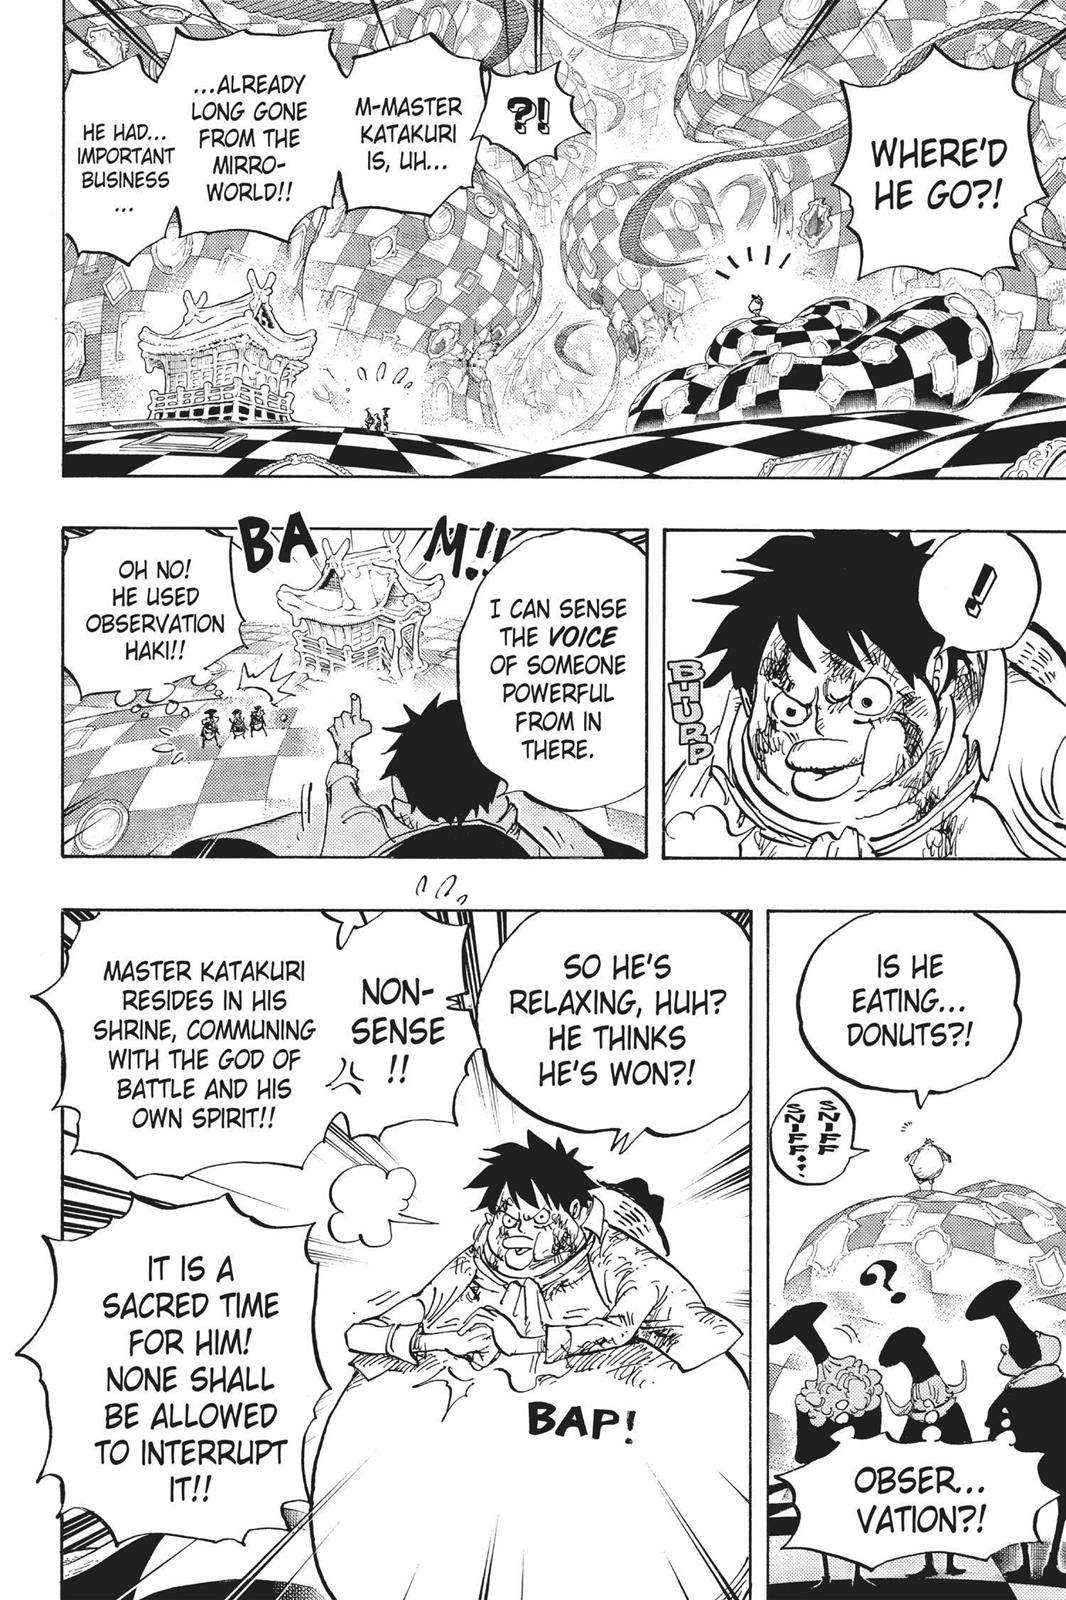 WHERE'D
HE GO?!
?!
M-MASTER
KATAKURI
IS, UH...
...ALREADY
LONG GONE
FROM THE
MIRRO-
WORLD!!
HE HAD...
IMPORTANT
BUSINESS
...
!
BHURP
I CAN SENSE
THE VOICE
OF SOMEONE
POWERFUL
FROM IN
THERE.
BAM!!
OH NO!
HE USED
OBSERVATION
HAKI!!
IS HE
EATING...
DONUTS?!
SNIFF
SNIFF...
?
OBSER...
VATION?!
SO HE'S
RELAXING, HUH?
HE THINKS
HE'S WON?!
BAP!
NON-
SENSE
!!
MASTER KATAKURI
RESIDES IN HIS
SHRINE, COMMUNING
WITH THE GOD OF
BATTLE AND HIS
OWN SPIRIT!!
IT IS A
SACRED TIME
FOR HIM!
NONE SHALL
BE ALLOWED
TO INTERRUPT
IT!!